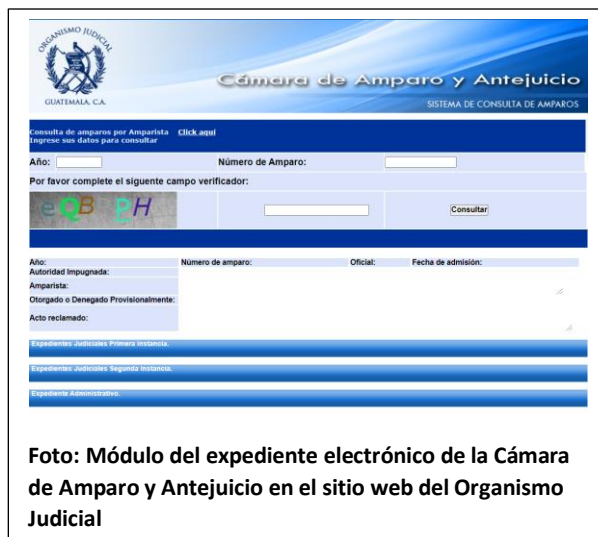 ORGANISMO JUDICIAL
GUATEMALA, C.A.
Cámara de Amparo y Antejuicio
SISTEMA DE CONSULTA DE AMPAROS
Consulta de amparos por Amparista Click aquí
Ingrese sus datos para consultar
Año: Número de Amparo:
Por favor complete el siguente campo verificador:
Consultar
Año: Número de amparo: Oficial: Fecha de admisión:
Autoridad Impugnada:
Amparista:
Otorgado o Denegado Provisionalmente:
Acto reclamado:
Expedientes Judiciales Primera Instancia.
Expedientes Judiciales Segunda Instancia.
Expediente Administrativo.
Foto: Módulo del expediente electrónico de la Cámara
de Amparo y Antejuicio en el sitio web del Organismo
Judicial